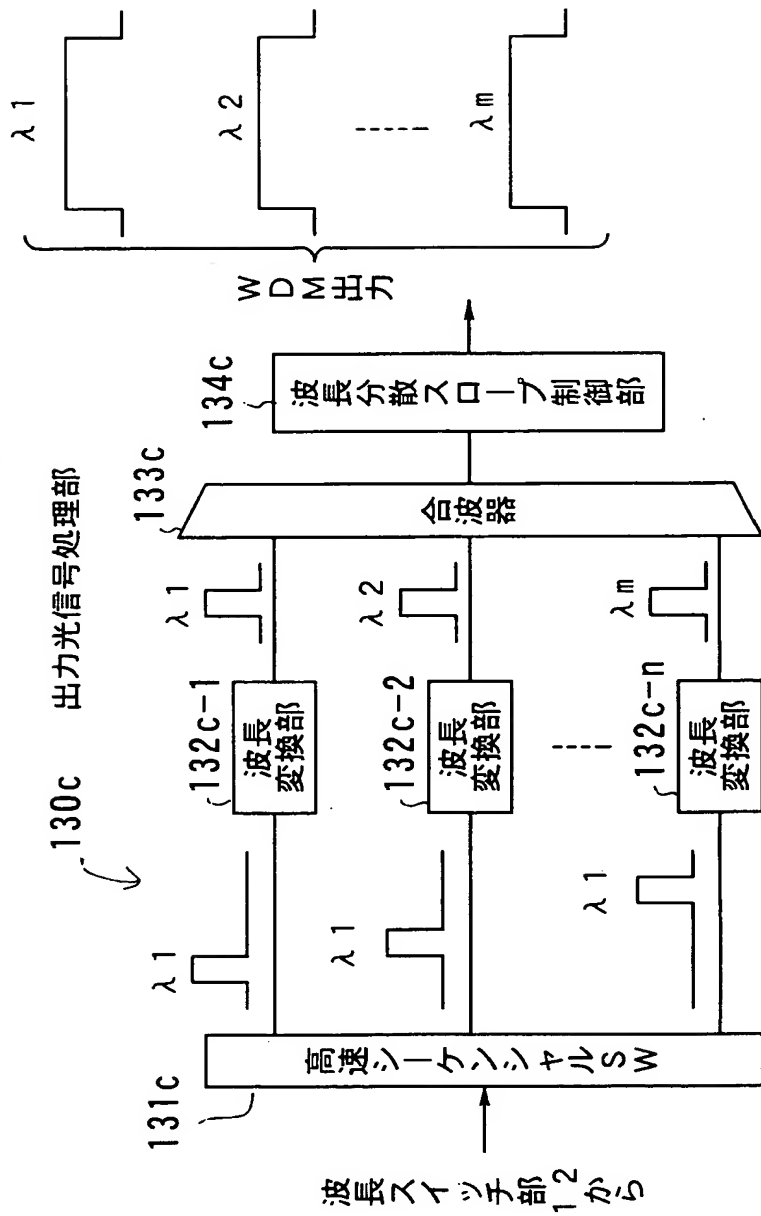 130c 出力光信号処理部
131c
高速シーケンシャルSW
波長スイッチ部12から
λ1
λ1
λ1
132c-1
波長
変換部
132c-2
波長
変換部
132c-n
波長
変換部
λ1
λ2
λm
133c
合波器
134c
波長分散スロープ制御部
WDM出力
λ1
λ2
λm